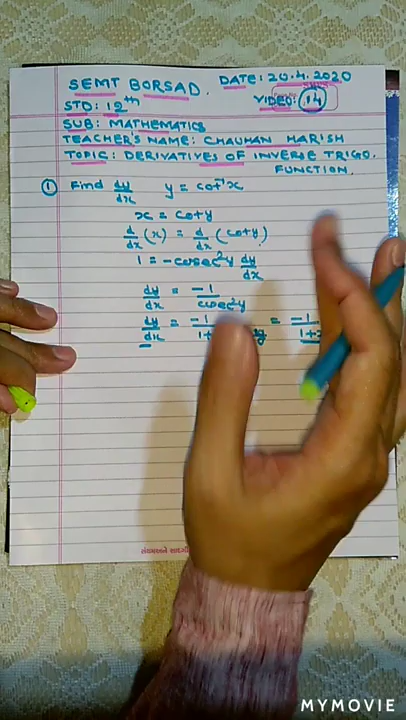 SEMT BORSAD. DATE: 20.4.2020
STD: 12th VIDEO: 14
SUB: MATHEMATICS
TEACHER'S NAME: CHAUHAN HARISH
TOPIC: DERIVATIVES OF INVERSE TRIGO. FUNCTION.
① Find dy/dx y = cot⁻¹x
x = cot y
d/dx (x) = d/dx (cot y)
1 = -cosec²y dy/dx
dy/dx = -1/cosec²y
dy/dx = -1/1+ = -1/1+
MYMOVIE